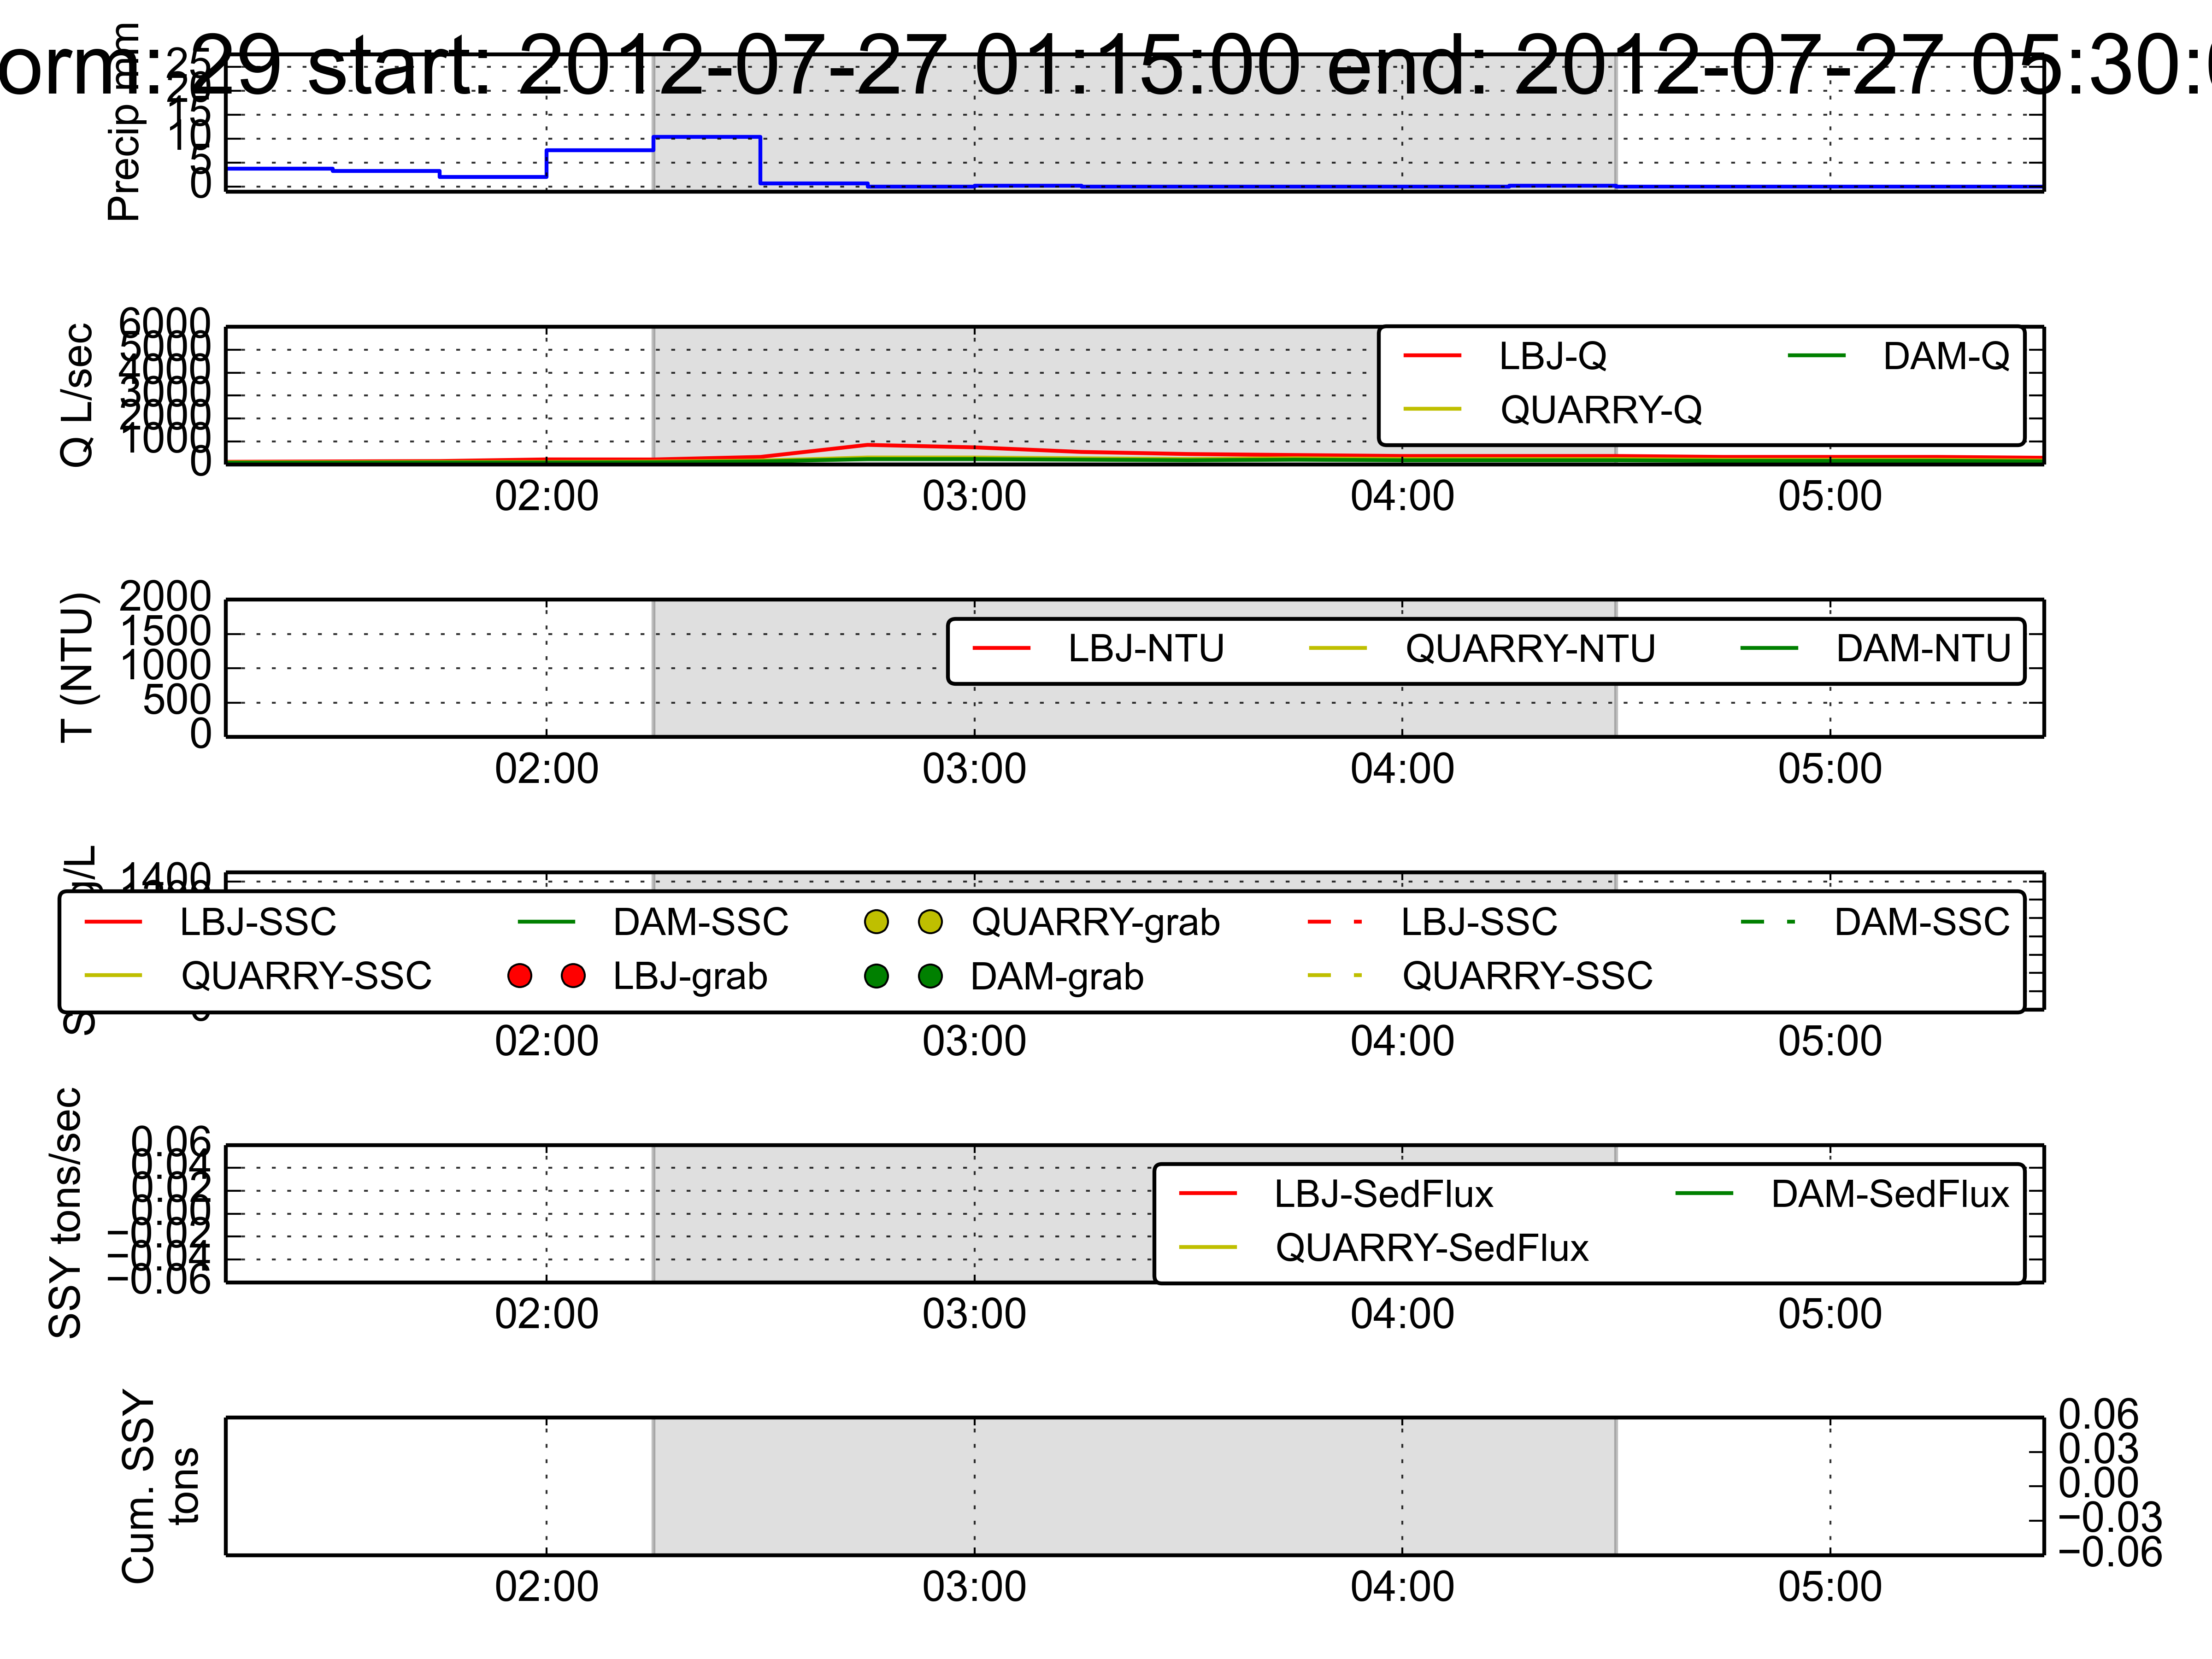 orm: 29 start: 2012-07-27 01:15:00 end: 2012-07-27 05:30:0
Precip mm
25
20
15
10
5
0
Q L/sec
6000
5000
4000
3000
2000
1000
0
LBJ-Q
DAM-Q
QUARRY-Q
02:00 03:00 04:00 05:00
T (NTU)
2000
1500
1000
500
0
LBJ-NTU QUARRY-NTU DAM-NTU
02:00 03:00 04:00 05:00
g/L
1400
LBJ-SSC DAM-SSC QUARRY-grab LBJ-SSC DAM-SSC
QUARRY-SSC LBJ-grab DAM-grab QUARRY-SSC
02:00 03:00 04:00 05:00
SSY tons/sec
0.06
0.04
0.02
0.00
−0.02
−0.04
−0.06
LBJ-SedFlux DAM-SedFlux
QUARRY-SedFlux
02:00 03:00 04:00 05:00
Cum. SSY
tons
0.06
0.03
0.00
−0.03
−0.06
02:00 03:00 04:00 05:00